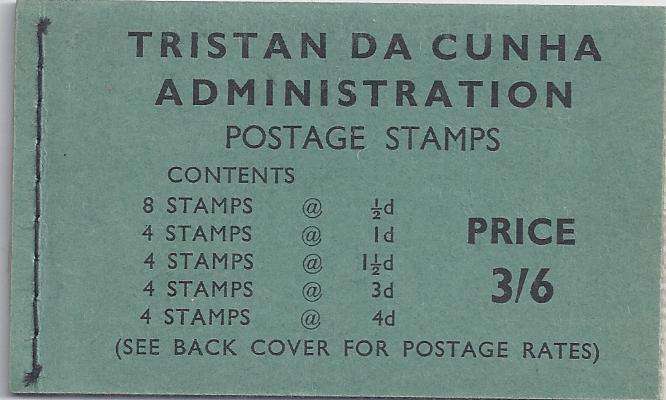 TRISTAN DA CUNHA
ADMINISTRATION
POSTAGE STAMPS
CONTENTS
8 STAMPS @ ½d
4 STAMPS @ 1d
4 STAMPS @ 1½d
4 STAMPS @ 3d
4 STAMPS @ 4d
PRICE
3/6
(SEE BACK COVER FOR POSTAGE RATES)